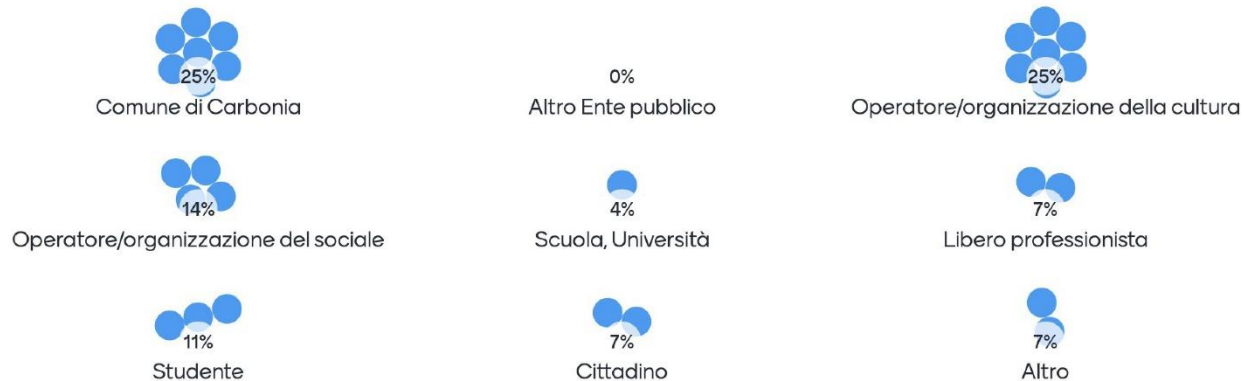 25%
Comune di Carbonia
0%
Altro Ente pubblico
25%
Operatore/organizzazione della cultura
14%
Operatore/organizzazione del sociale
4%
Scuola, Università
7%
Libero professionista
11%
Studente
7%
Cittadino
7%
Altro